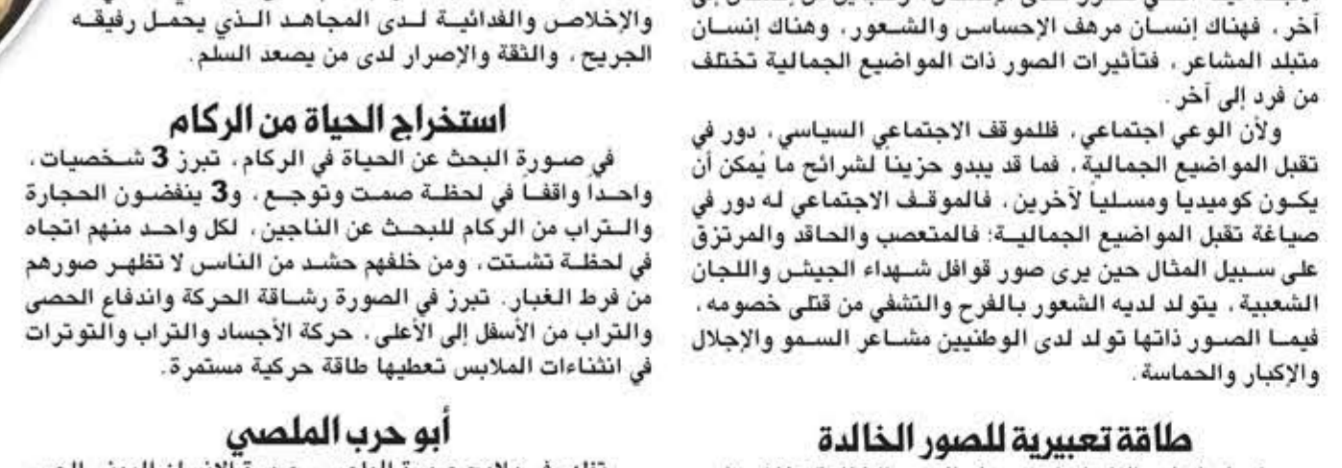 آخر، فهناك إنسان مرهف الإحساس والشعور، وهناك إنسان
متبلد المشاعر، فتأثيرات الصور ذات المواضيع الجمالية تختلف
من فرد إلى آخر.
ولأن الوعي اجتماعي، فللموقف الاجتماعي السياسي، دور في
تقبل المواضيع الجمالية، فما قد يبدو حزينا لشرائح ما يُمكن أن
يكون كوميديا ومسلياً لآخرين، فالموقف الاجتماعي له دور في
صياغة تقبل المواضيع الجمالية؛ فالمتعصب والحاقد والمرتزق
على سبيل المثال حين يرى صور قوافل شهداء الجيش واللجان
الشعبية، يتولد لديه الشعور بالفرح والتشفي من قتلى خصومه،
فيما الصور ذاتها تولد لدى الوطنيين مشاعر السمو والإجلال
والإكبار والحماسة.
طاقة تعبيرية للصور الخالدة
والإخلاص والفدائية لدى المجاهد الذي يحمل رفيقه
الجريح، والثقة والإصرار لدى من يصعد السلم.
استخراج الحياة من الركام
في صورة البحث عن الحياة في الركام، تبرز 3 شخصيات،
واحداً واقفاً في لحظة صمت وتوجع، و3 ينفضون الحجارة
والتراب من الركام للبحث عن الناجين، لكل واحد منهم اتجاه
في لحظة تشتت، ومن خلفهم حشد من الناس لا تظهر صورهم
من فرط الغبار. تبرز في الصورة رشاقة الحركة واندفاع الحصى
والتراب من الأسفل إلى الأعلى، حركة الأجساد والتراب والتوترات
في انثناءات الملابس تعطيها طاقة حركية مستمرة.
أبو حرب الملصي